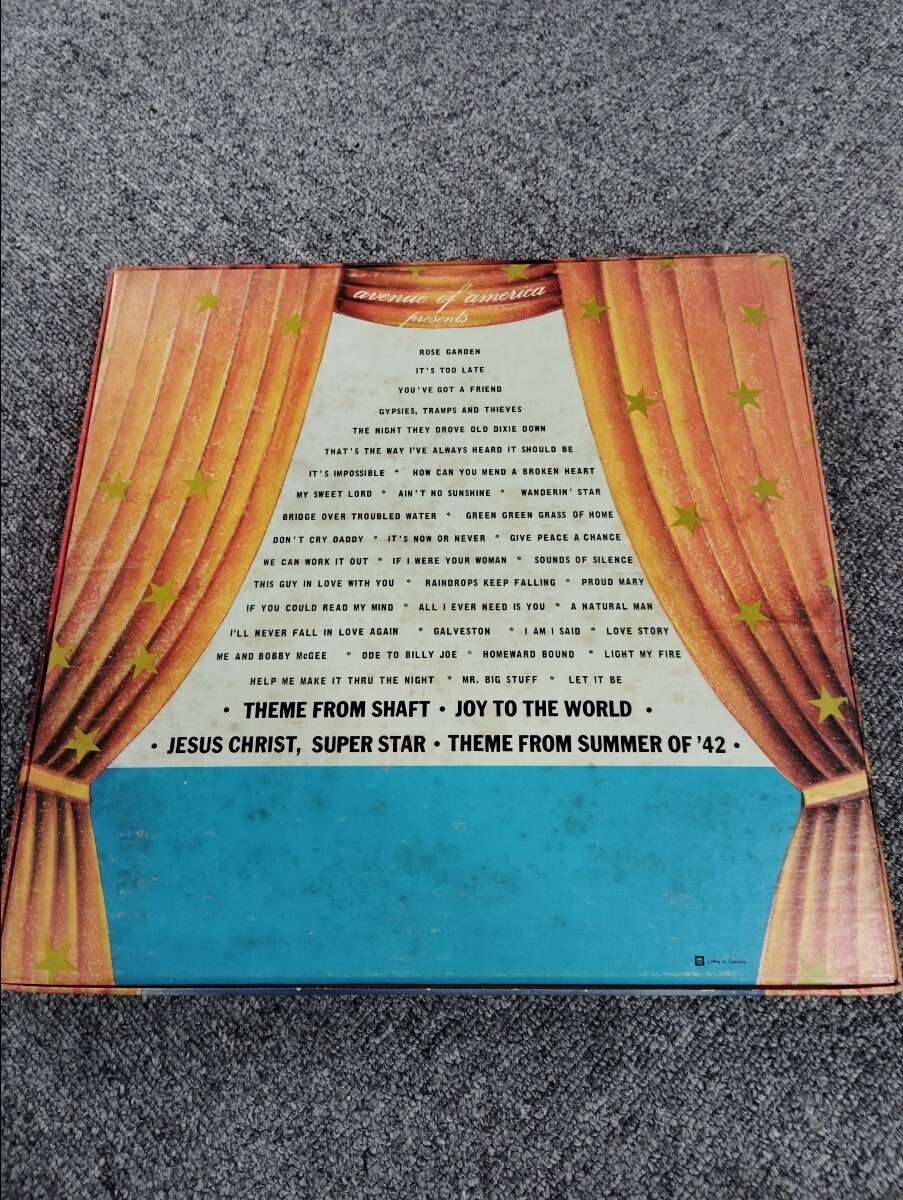 avenue of america
presents
ROSE GARDEN
IT'S TOO LATE
YOU'VE GOT A FRIEND
GYPSIES, TRAMPS AND THIEVES
THE NIGHT THEY DROVE OLD DIXIE DOWN
THAT'S THE WAY I'VE ALWAYS HEARD IT SHOULD BE
IT'S IMPOSSIBLE * HOW CAN YOU MEND A BROKEN HEART
MY SWEET LORD * AIN'T NO SUNSHINE * WANDERIN' STAR
BRIDGE OVER TROUBLED WATER * GREEN GREEN GRASS OF HOME
DON'T CRY DADDY * IT'S NOW OR NEVER * GIVE PEACE A CHANCE
WE CAN WORK IT OUT * IF I WERE YOUR WOMAN * SOUNDS OF SILENCE
THIS GUY IN LOVE WITH YOU * RAINDROPS KEEP FALLING * PROUD MARY
IF YOU COULD READ MY MIND * ALL I EVER NEED IS YOU * A NATURAL MAN
I'LL NEVER FALL IN LOVE AGAIN * GALVESTON * I AM I SAID * LOVE STORY
ME AND BOBBY McGEE * ODE TO BILLY JOE * HOMEWARD BOUND * LIGHT MY FIRE
HELP ME MAKE IT THRU THE NIGHT * MR. BIG STUFF * LET IT BE
• THEME FROM SHAFT • JOY TO THE WORLD •
• JESUS CHRIST, SUPER STAR • THEME FROM SUMMER OF '42 •
Litho in Canada